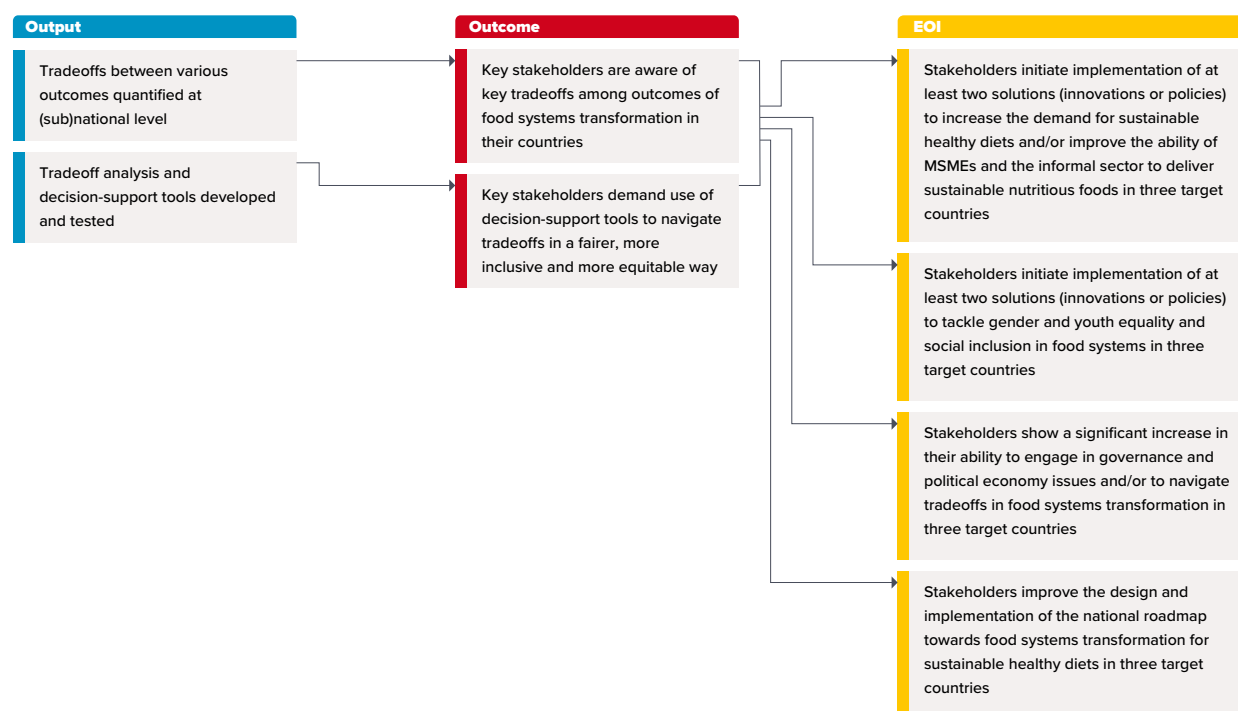 Output
Tradeoffs between various
outcomes quantified at
(sub)national level
Tradeoff analysis and
decision-support tools developed
and tested
Outcome
Key stakeholders are aware of
key tradeoffs among outcomes of
food systems transformation in
their countries
Key stakeholders demand use of
decision-support tools to navigate
tradeoffs in a fairer, more
inclusive and more equitable way
EOI
Stakeholders initiate implementation of at
least two solutions (innovations or policies)
to increase the demand for sustainable
healthy diets and/or improve the ability of
MSMEs and the informal sector to deliver
sustainable nutritious foods in three target
countries
Stakeholders initiate implementation of at
least two solutions (innovations or policies)
to tackle gender and youth equality and
social inclusion in food systems in three
target countries
Stakeholders show a significant increase in
their ability to engage in governance and
political economy issues and/or to navigate
tradeoffs in food systems transformation in
three target countries
Stakeholders improve the design and
implementation of the national roadmap
towards food systems transformation for
sustainable healthy diets in three target
countries